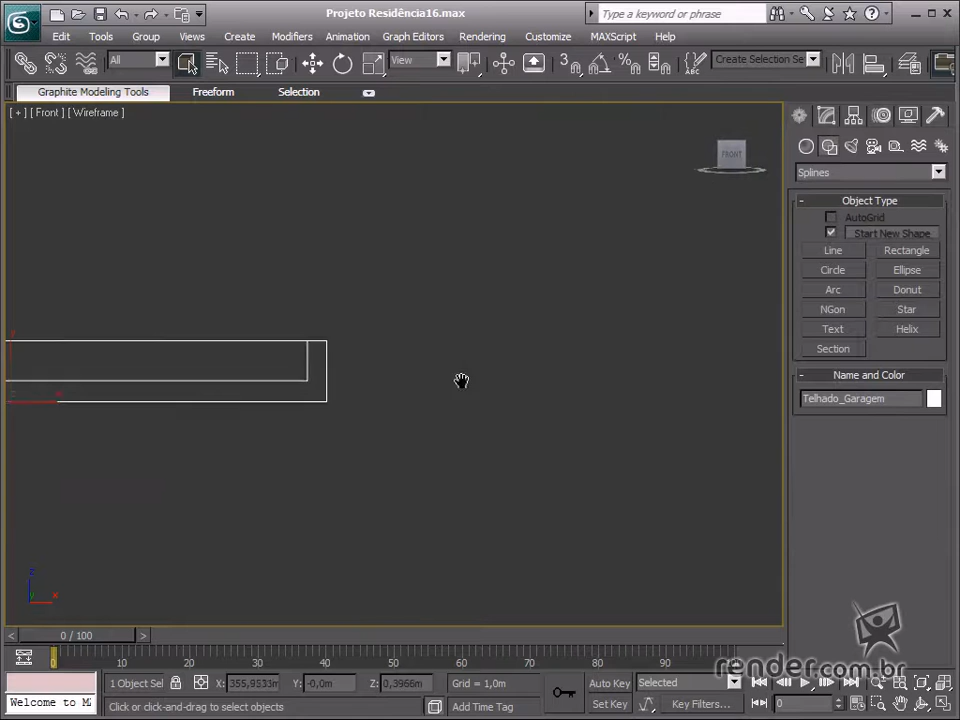 Projeto Residência16.max
Type a keyword or phrase
Edit Tools Group Views Create Modifiers Animation Graph Editors Rendering Customize MAXScript Help
All View Create Selection Se
Graphite Modeling Tools Freeform Selection
[ + ] [ Front ] [ Wireframe ]
FRONT
Splines
- Object Type
AutoGrid
Start New Shape
Line Rectangle
Circle Ellipse
Arc Donut
NGon Star
Text Helix
Section
- Name and Color
Telhado_Garagem
z
y x
< 0 / 100 >
0 10 20 30 40 50 60 70 80 90
render.com.br
1 Object Sel X: 355,9533m Y: -0,0m Z: 0,3966m Grid = 1,0m Auto Key Selected
Welcome to M Click or click-and-drag to select objects Add Time Tag Set Key Key Filters... 0